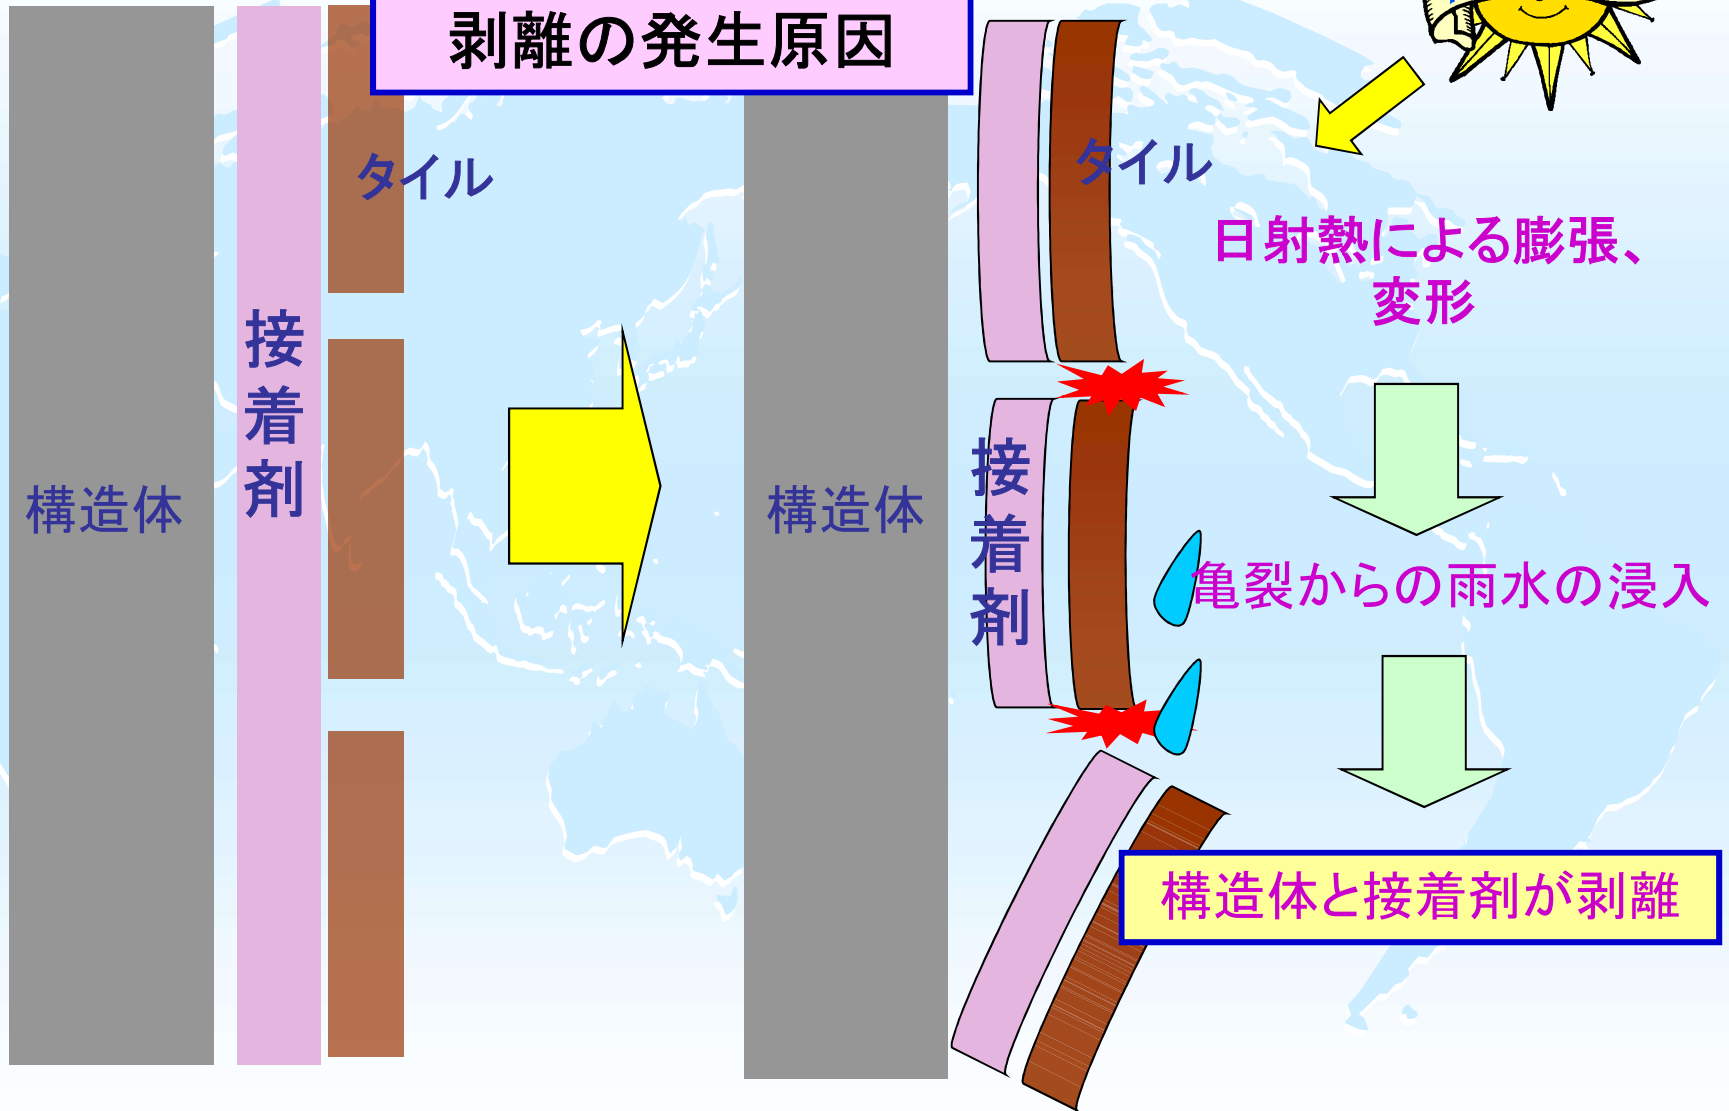 剥離の発生原因
タイル
接着剤
構造体
タイル
接着剤
構造体
日射熱による膨張、
変形
亀裂からの雨水の浸入
構造体と接着剤が剥離